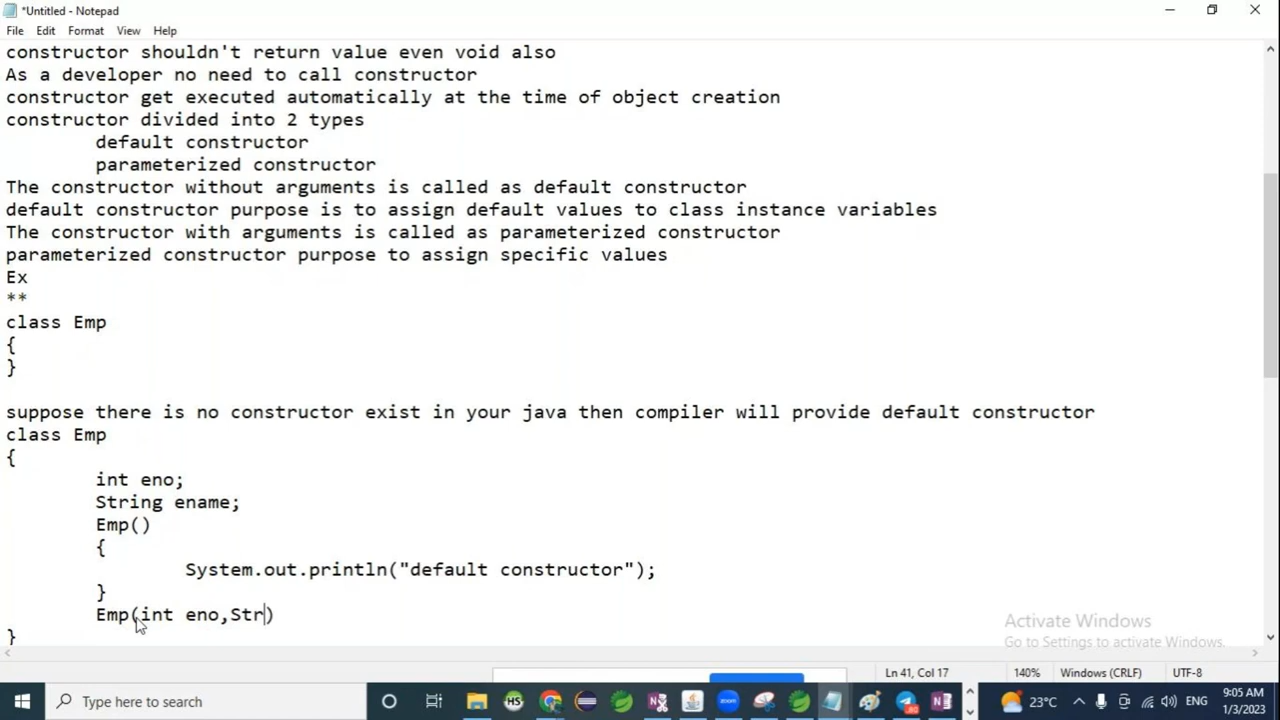 *Untitled - Notepad
File Edit Format View Help
constructor shouldn't return value even void also
As a developer no need to call constructor
constructor get executed automatically at the time of object creation
constructor divided into 2 types
default constructor
parameterized constructor
The constructor without arguments is called as default constructor
default constructor purpose is to assign default values to class instance variables
The constructor with arguments is called as parameterized constructor
parameterized constructor purpose to assign specific values
Ex
**
class Emp
{
}
suppose there is no constructor exist in your java then compiler will provide default constructor
class Emp
{
int eno;
String ename;
Emp()
{
System.out.println("default constructor");
}
Emp(int eno,Str)
}
Activate Windows
Go to Settings to activate Windows.
Ln 41, Col 17 140% Windows (CRLF) UTF-8
Type here to search
HS
zoom
23°C
ENG
9:05 AM
1/3/2023